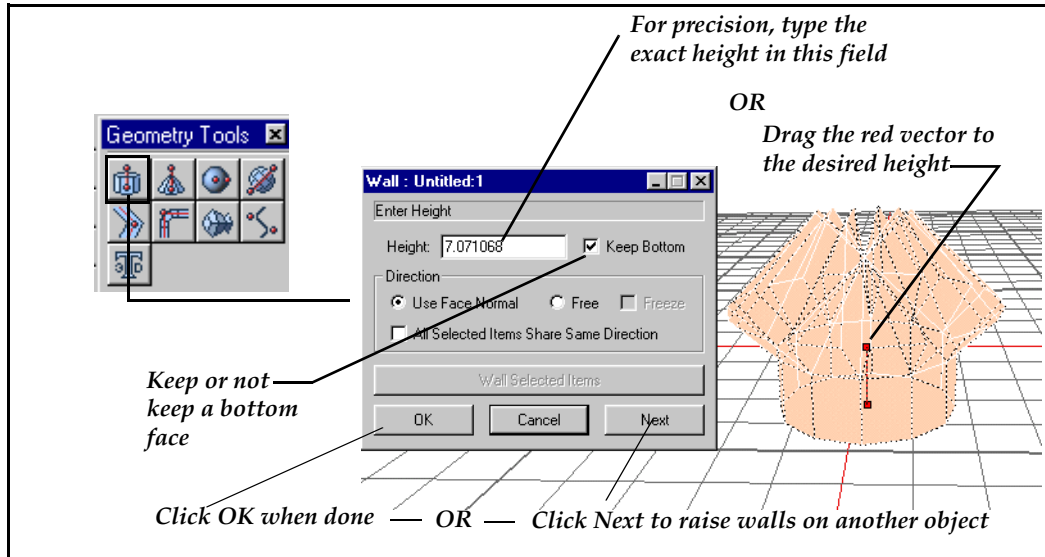 For precision, type the
exact height in this field
OR
Drag the red vector to
the desired height
Geometry Tools
3 D
Wall : Untitled:1
Enter Height
Height: 7.071068 Keep Bottom
Direction
Use Face Normal Free Freeze
All Selected Items Share Same Direction
Wall Selected Items
OK Cancel Next
Keep or not
keep a bottom
face
Click OK when done — OR — Click Next to raise walls on another object